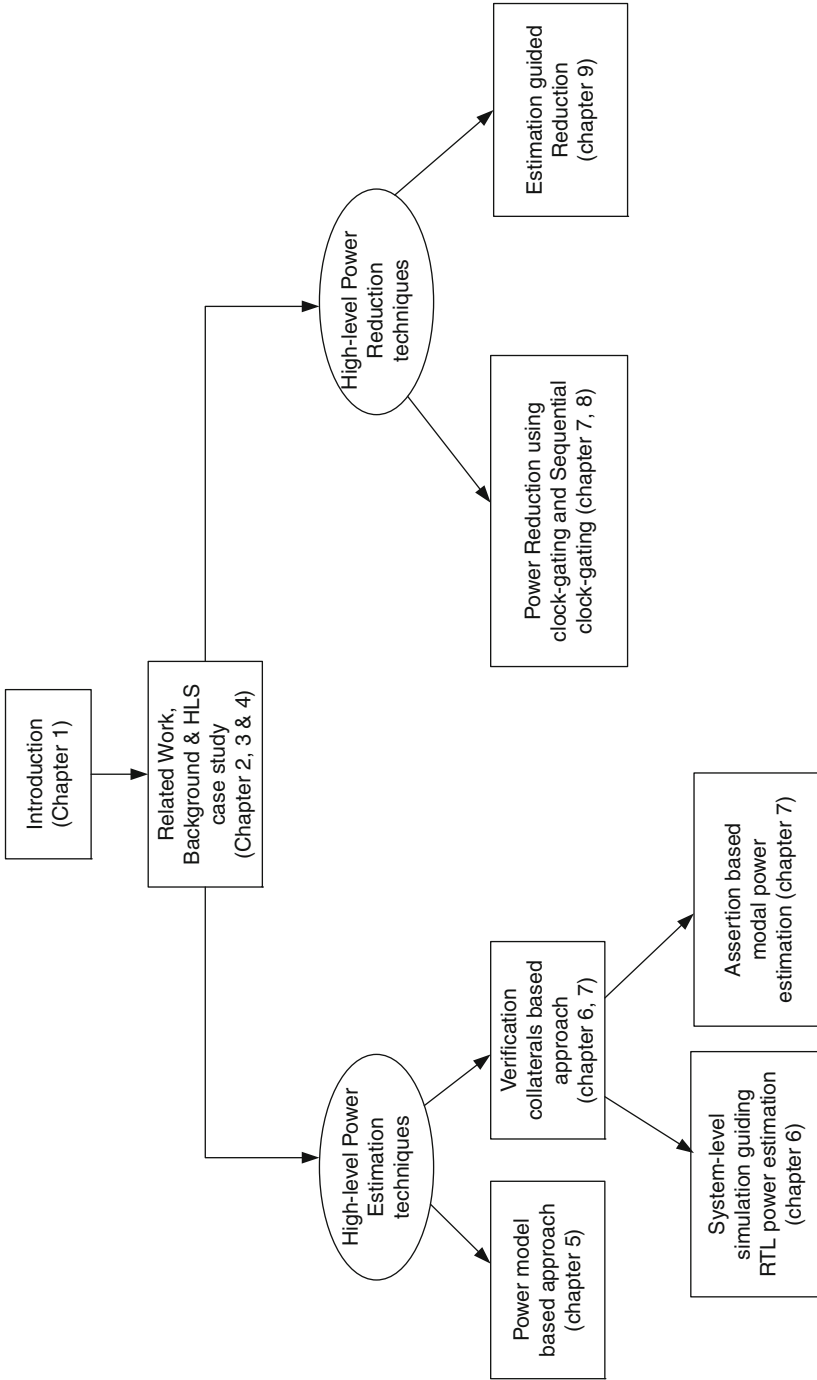 Introduction
(Chapter 1)
Related Work,
Background & HLS
case study
(Chapter 2, 3 & 4)
High-level Power
Estimation
techniques
High-level Power
Reduction
techniques
Power model
based approach
(chapter 5)
Verification
collaterals based
approach
(chapter 6, 7)
Power Reduction using
clock-gating and Sequential
clock-gating (chapter 7, 8)
Estimation guided
Reduction
(chapter 9)
System-level
simulation guiding
RTL power estimation
(chapter 6)
Assertion based
modal power
estimation (chapter 7)